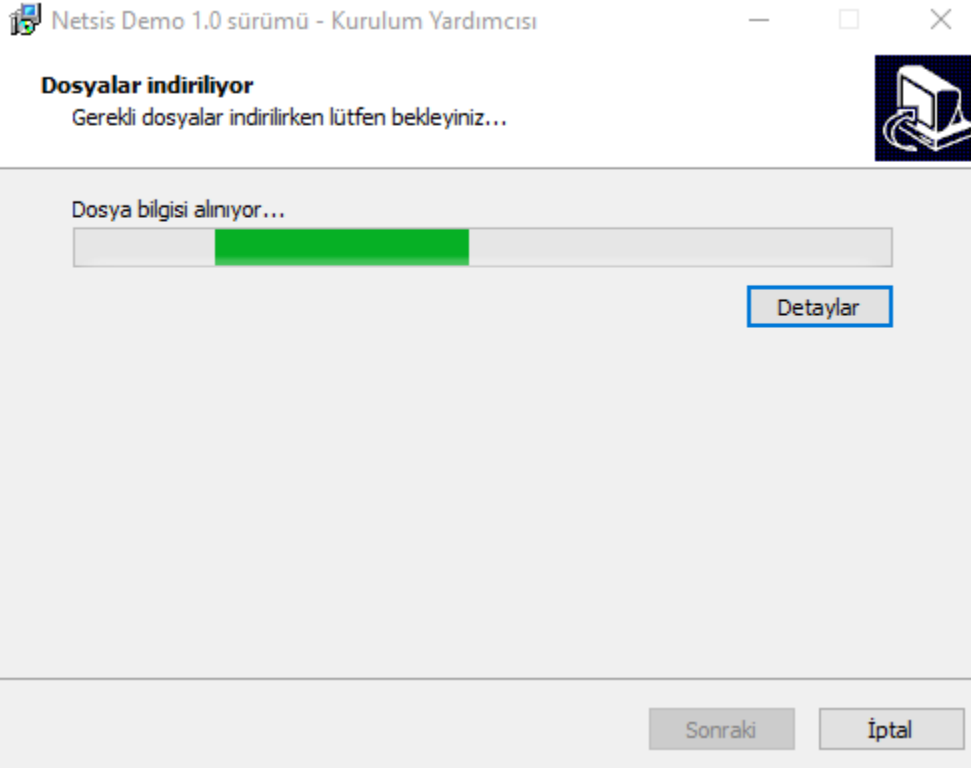 Netsis Demo 1.0 sürümü - Kurulum Yardımcısı
Dosyalar indiriliyor
Gerekli dosyalar indirilirken lütfen bekleyiniz...
Dosya bilgisi alınıyor...
Detaylar
Sonraki
İptal